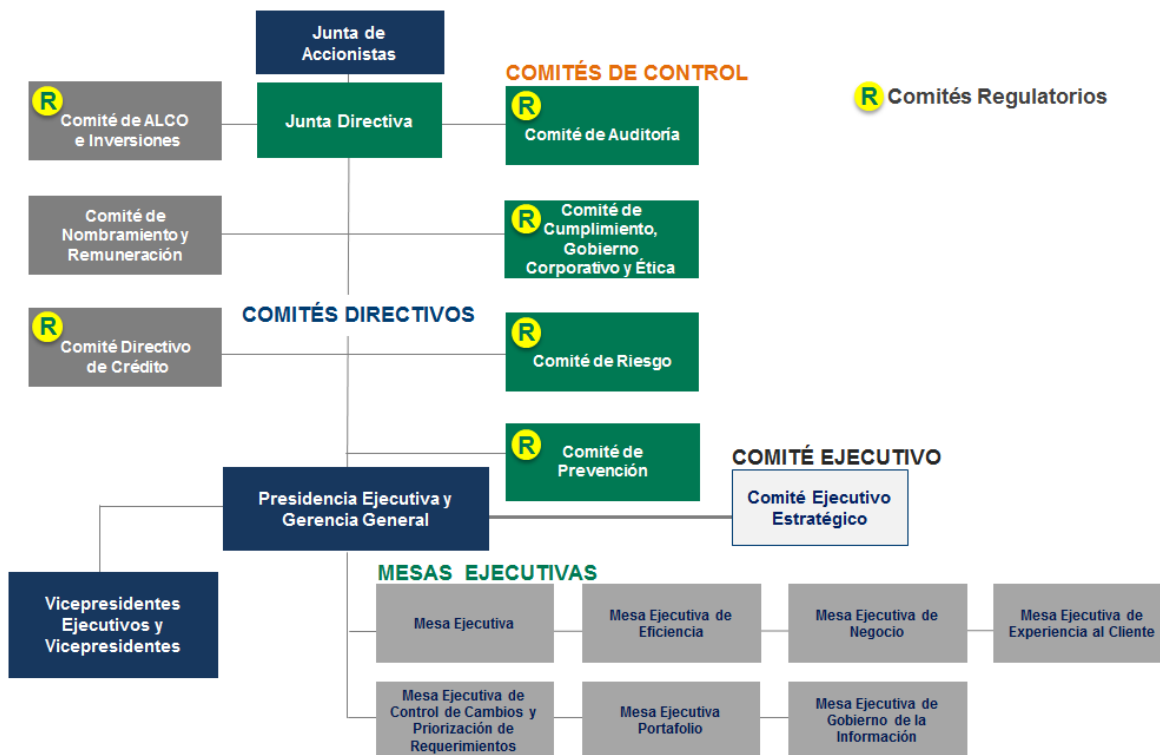 Junta de
Accionistas
COMITÉS DE CONTROL
R
Comité de ALCO
e Inversiones
Junta Directiva
R
Comité de Auditoría
R Comités Regulatorios
Comité de
Nombramiento y
Remuneración
R
Comité de
Cumplimiento,
Gobierno
Corporativo y Ética
COMITÉS DIRECTIVOS
R
Comité Directivo
de Crédito
R
Comité de Riesgo
R
Comité de
Prevención
COMITÉ EJECUTIVO
Comité Ejecutivo
Estratégico
Presidencia Ejecutiva y
Gerencia General
Vicepresidentes
Ejecutivos y
Vicepresidentes
MESAS EJECUTIVAS
Mesa Ejecutiva
Mesa Ejecutiva de
Eficiencia
Mesa Ejecutiva de
Negocio
Mesa Ejecutiva de
Experiencia al Cliente
Mesa Ejecutiva de
Control de Cambios y
Priorización de
Requerimientos
Mesa Ejecutiva
Portafolio
Mesa Ejecutiva de
Gobierno de la
Información